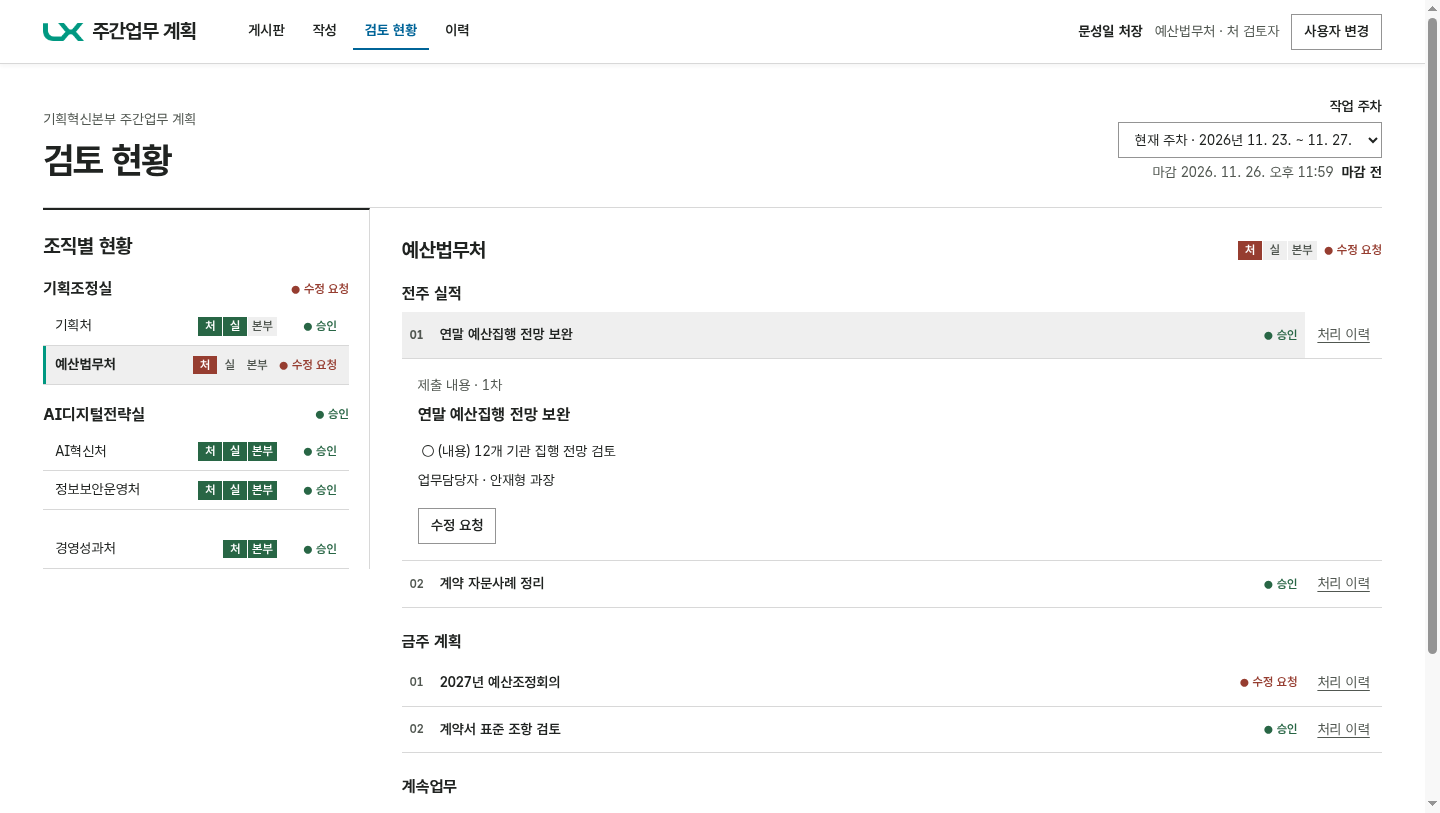 UX 주간업무 계획 게시판 작성 검토 현황 이력 문성일 처장 예산법무처 · 처 검토자 사용자 변경
기획혁신본부 주간업무 계획
검토 현황
작업 주차
현재 주차 · 2026년 11. 23. ~ 11. 27.
마감 2026. 11. 26. 오후 11:59 마감 전
조직별 현황
기획조정실 ● 수정 요청
기획처 처 실 본부 ● 승인
예산법무처 처 실 본부 ● 수정 요청
AI디지털전략실 ● 승인
AI혁신처 처 실 본부 ● 승인
정보보안운영처 처 실 본부 ● 승인
경영성과처 처 본부 ● 승인
예산법무처 처 실 본부 ● 수정 요청
전주 실적
01 연말 예산집행 전망 보완 ● 승인 처리 이력
제출 내용 · 1차
연말 예산집행 전망 보완
○ (내용) 12개 기관 집행 전망 검토
업무담당자 · 안재형 과장
수정 요청
02 계약 자문사례 정리 ● 승인 처리 이력
금주 계획
01 2027년 예산조정회의 ● 수정 요청 처리 이력
02 계약서 표준 조항 검토 ● 승인 처리 이력
계속업무